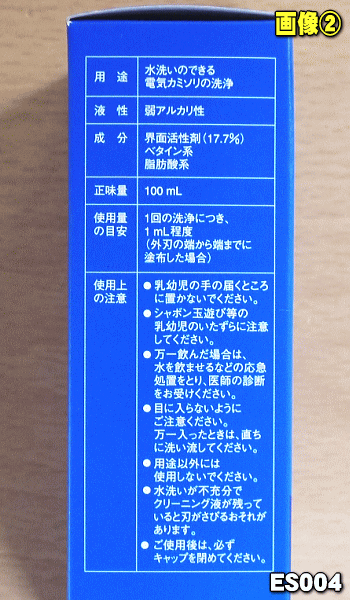 画像②
用途
水洗いのできる
電気カミソリの洗浄
液性
弱アルカリ性
成分
界面活性剤(17.7%)
ベタイン系
脂肪酸系
正味量
100 mL
使用量
の目安
1回の洗浄につき、
1mL程度
(外刃の端から端までに
塗布した場合)
使用上
の注意
●乳幼児の手の届くところ
に置かないでください。
●シャボン玉遊び等の
乳幼児のいたずらに注意
してください。
●万一飲んだ場合は、
水を飲ませるなどの応急
処置をとり、医師の診断
をお受けください。
●目に入らないように
ご注意ください。
万一入ったときは、直ち
に洗い流してください。
●用途以外には
使用しないでください。
●水洗いが不充分で
クリーニング液が残って
いると刃がさびるおそれが
あります。
●ご使用後は、必ず
キャップを閉めてください。
ES004